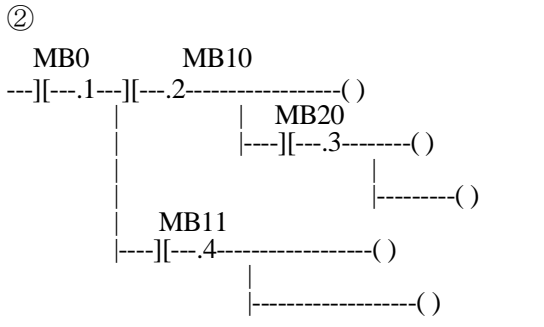 ②
MB0 MB10
---][---.1---][---.2------------------( )
| | MB20
| |----][---.3--------( )
| |
| |---------( )
| MB11
|----][---.4------------------( )
|
|-----------------( )